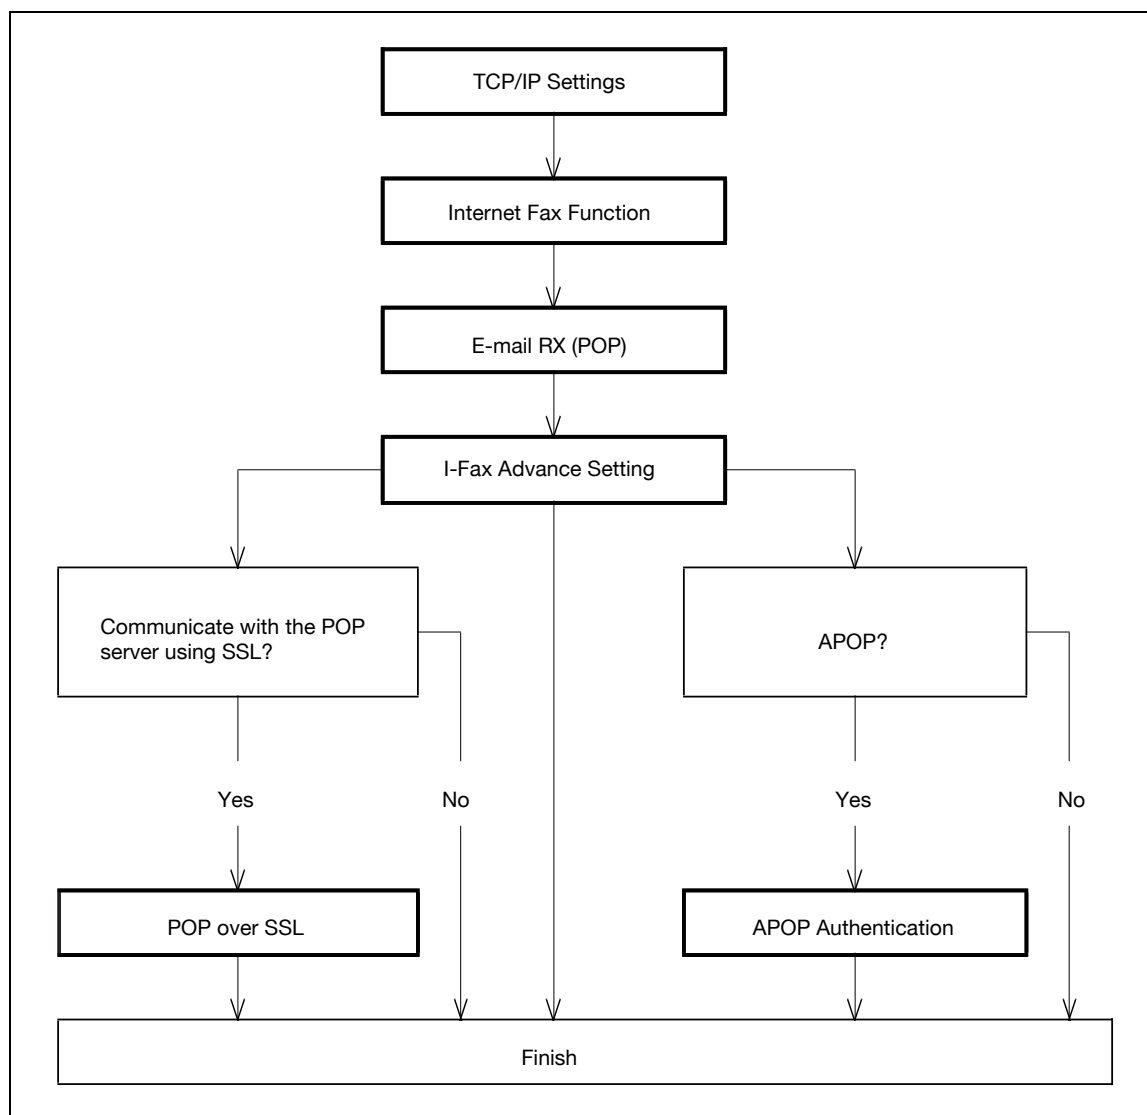 TCP/IP Settings
Internet Fax Function
E-mail RX (POP)
I-Fax Advance Setting
Communicate with the POP
server using SSL?
APOP?
Yes
No
Yes
No
POP over SSL
APOP Authentication
Finish